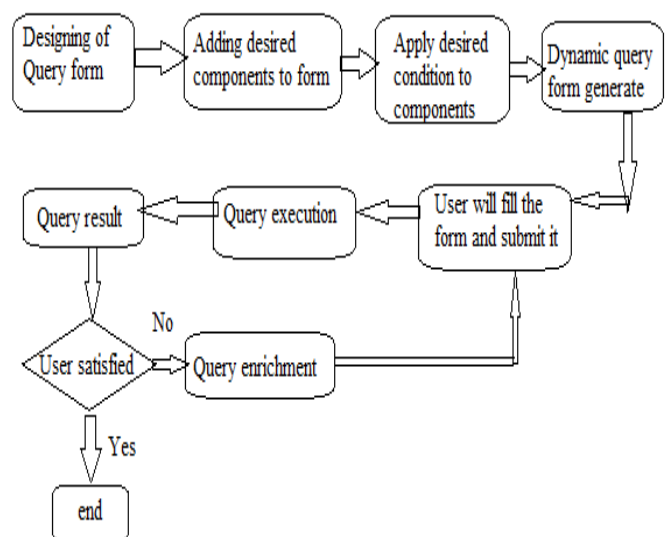 Designing of
Query form
Adding desired
components to form
Apply desired
condition to
components
Dynamic query
form generate
User will fill the
form and submit it
Query execution
Query result
User satisfied
No
Query enrichment
Yes
end